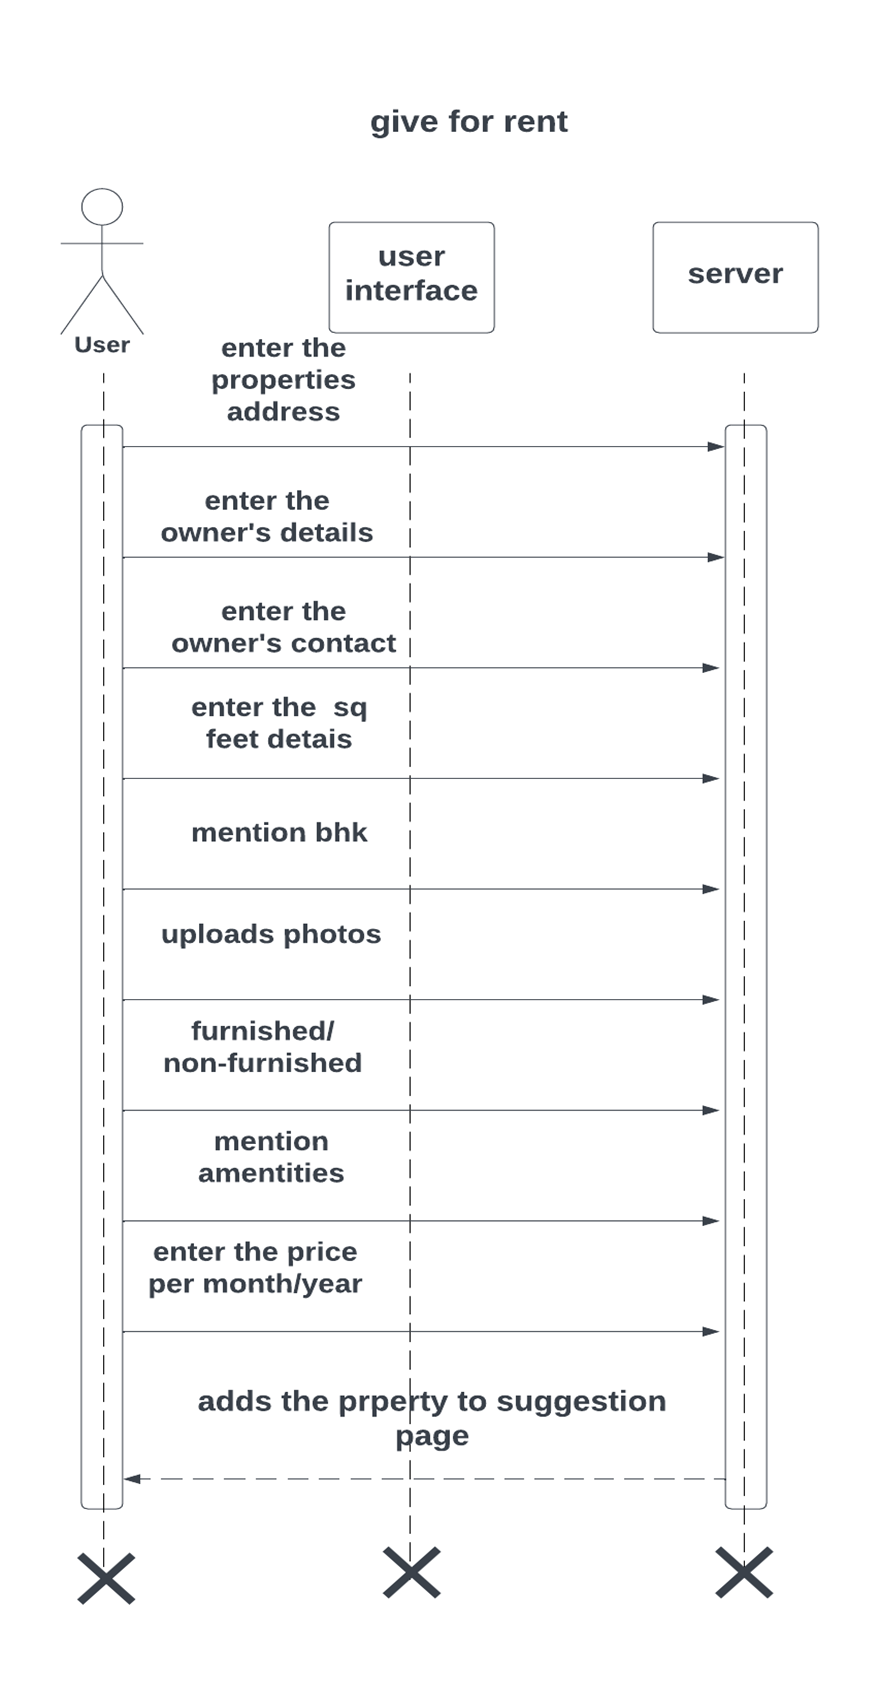 give for rent
user
interface
server
User
enter the
properties
address
enter the
owner's details
enter the
owner's contact
enter the  sq
feet detais
mention bhk
uploads photos
furnished/
non-furnished
mention
amentities
enter the price
per month/year
adds the prperty to suggestion
page